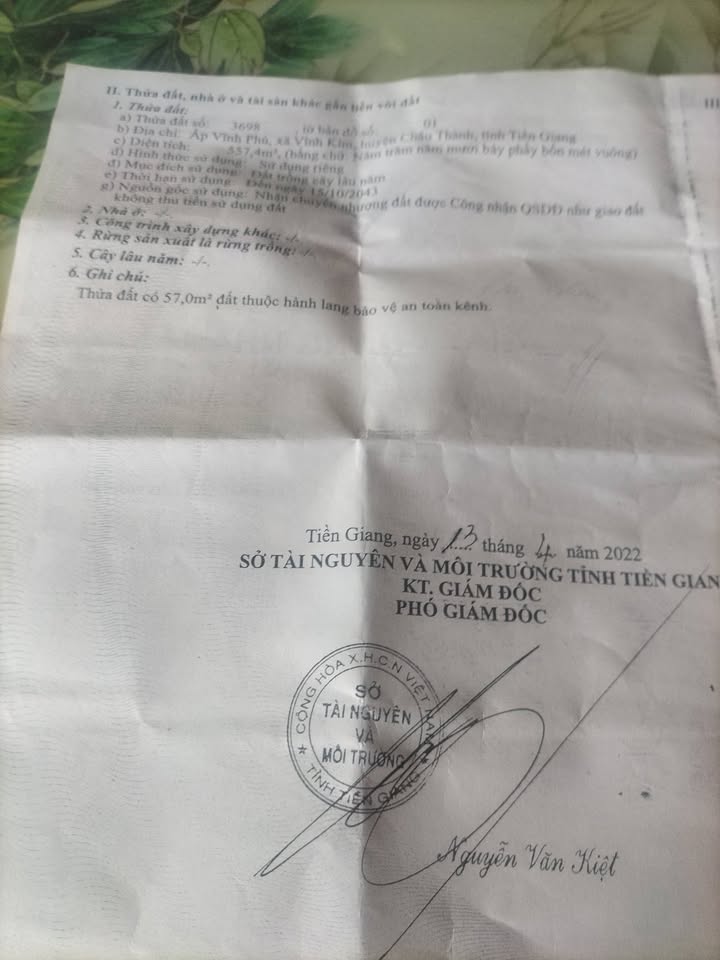 II. Thửa đất, nhà ở và tài sản khác gắn liền với đất
III
1. Thửa đất:
a) Thửa đất số: 3698 , tờ bản đồ số: 01
b) Địa chỉ: Ấp Vĩnh Phú, xã Vĩnh Kim, huyện Châu Thành, tỉnh Tiền Giang
c) Diện tích: 557,4m², (bằng chữ: Năm trăm năm mươi bảy phẩy bốn mét vuông)
d) Hình thức sử dụng: Sử dụng riêng
đ) Mục đích sử dụng: Đất trồng cây lâu năm
e) Thời hạn sử dụng: Đến ngày 15/10/2043
g) Nguồn gốc sử dụng: Nhận chuyển nhượng đất được Công nhận QSDĐ như giao đất
không thu tiền sử dụng đất
2. Nhà ở: -/-.
3. Công trình xây dựng khác: -/-.
4. Rừng sản xuất là rừng trồng: -/-.
5. Cây lâu năm: -/-.
6. Ghi chú:
Thửa đất có 57,0m² đất thuộc hành lang bảo vệ an toàn kênh.
Tiền Giang, ngày 13 tháng 4 năm 2022
SỞ TÀI NGUYÊN VÀ MÔI TRƯỜNG TỈNH TIỀN GIAN
KT. GIÁM ĐỐC
PHÓ GIÁM ĐỐC
CỘNG HÒA X.H.C.N VIỆT NAM
SỞ
TÀI NGUYÊN
VÀ
MÔI TRƯỜNG
TỈNH TIỀN GIANG
Nguyễn Văn Kiệt